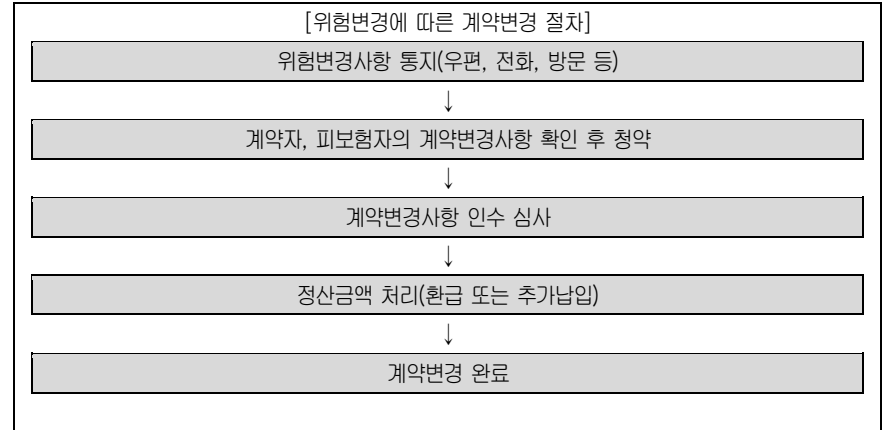 [위험변경에 따른 계약변경 절차]
위험변경사항 통지(우편, 전화, 방문 등)
↓
계약자, 피보험자의 계약변경사항 확인 후 청약
↓
계약변경사항 인수 심사
↓
정산금액 처리(환급 또는 추가납입)
↓
계약변경 완료